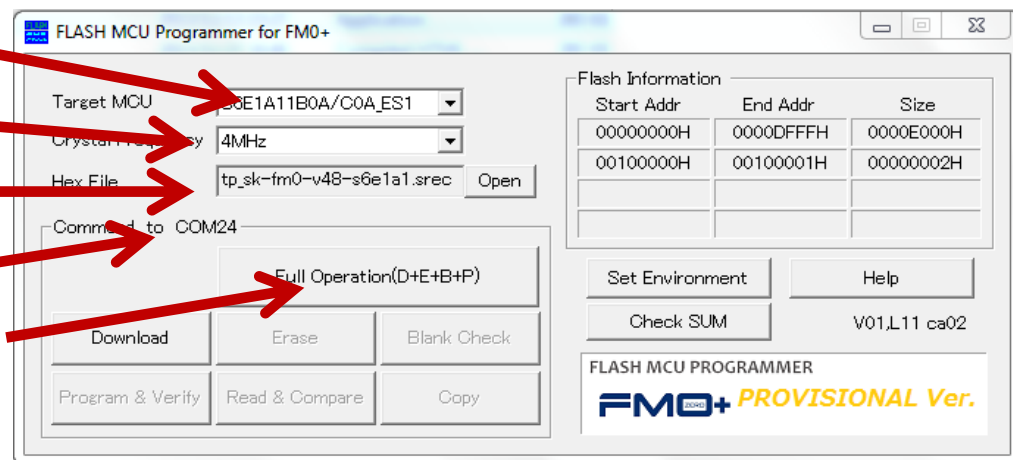 FLASH MCU Programmer for FM0+
Target MCU
S6E1A11B0A/C0A_ES1
Crystal Frequency
4MHz
Hex File
tp_sk-fm0-v48-s6e1a1.srec
Open
Command to COM24
Full Operation(D+E+B+P)
Download
Erase
Blank Check
Program & Verify
Read & Compare
Copy
Flash Information
Start Addr End Addr Size
00000000H 0000DFFFH 0000E000H
00100000H 00100001H 00000002H
Set Environment
Help
Check SUM
V01,L11 ca02
FLASH MCU PROGRAMMER
FM0+ PROVISIONAL Ver.